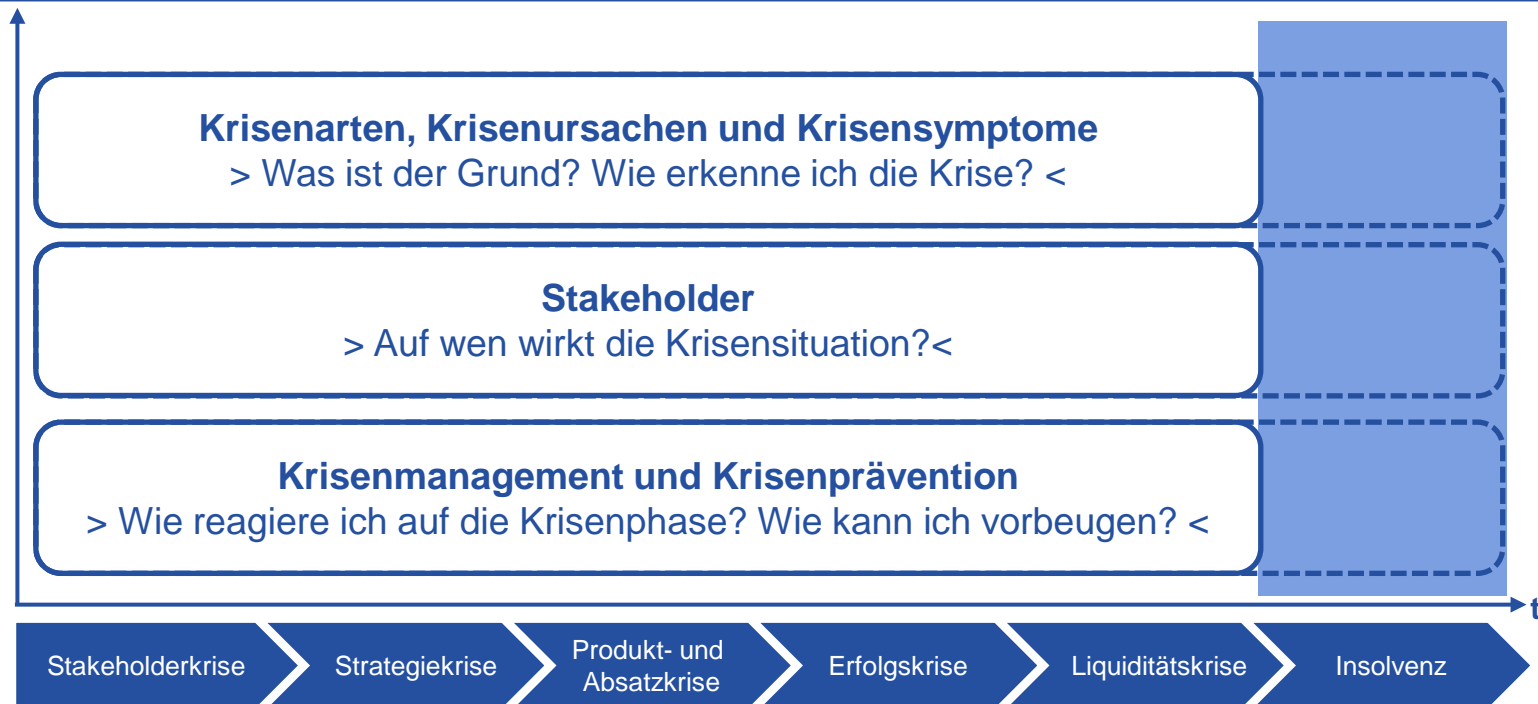 Krisenarten, Krisenursachen und Krisensymptome
> Was ist der Grund? Wie erkenne ich die Krise? <
Stakeholder
> Auf wen wirkt die Krisensituation?<
Krisenmanagement und Krisenprävention
> Wie reagiere ich auf die Krisenphase? Wie kann ich vorbeugen? <
t
Stakeholderkrise
Strategiekrise
Produkt- und
Absatzkrise
Erfolgskrise
Liquiditätskrise
Insolvenz